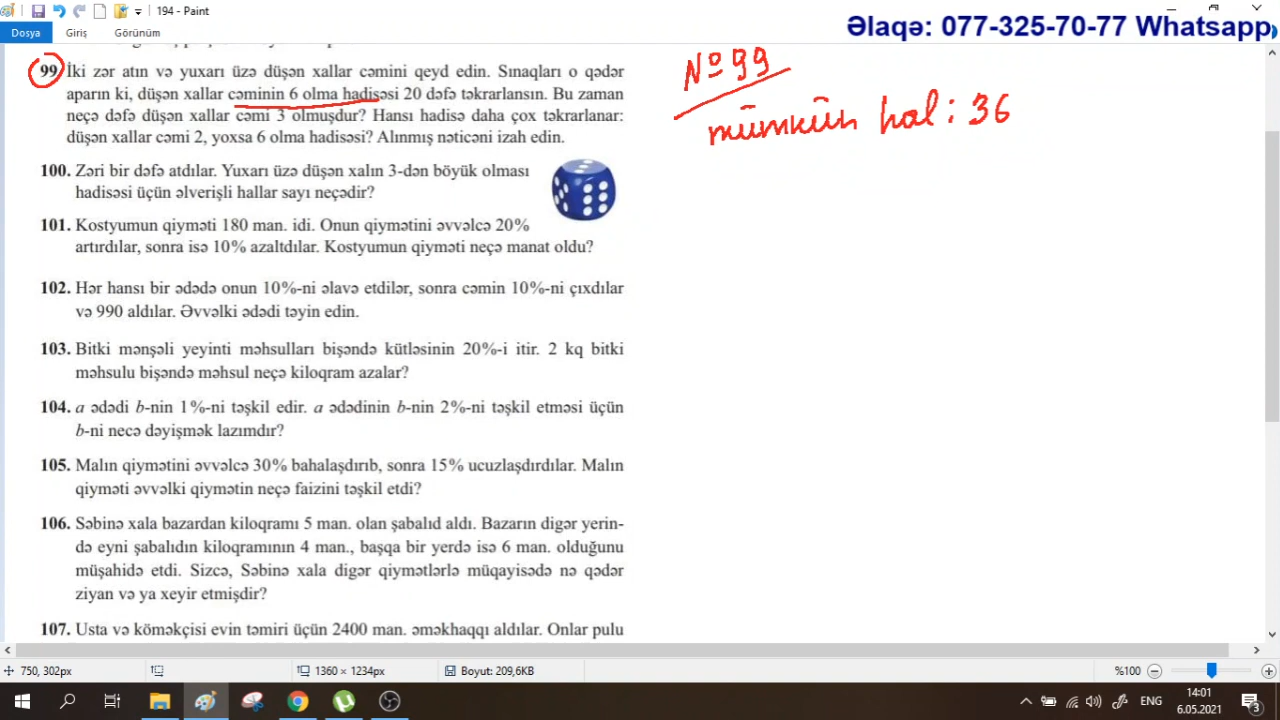 194 - Paint
Əlaqə: 077-325-70-77 Whatsapp
Dosya Giriş Görünüm
99 İki zər atın və yuxarı üzə düşən xallar cəmini qeyd edin. Sınaqları o qədər
aparın ki, düşən xallar cəminin 6 olma hadisəsi 20 dəfə təkrarlansın. Bu zaman
neçə dəfə düşən xallar cəmi 3 olmuşdur? Hansı hadisə daha çox təkrarlanar:
düşən xallar cəmi 2, yoxsa 6 olma hadisəsi? Alınmış nəticəni izah edin.
100. Zəri bir dəfə atdılar. Yuxarı üzə düşən xalın 3-dən böyük olması
hadisəsi üçün əlverişli hallar sayı neçədir?
101. Kostyumun qiyməti 180 man. idi. Onun qiymətini əvvəlcə 20%
artırdılar, sonra isə 10% azaltdılar. Kostyumun qiyməti neçə manat oldu?
102. Hər hansı bir ədədə onun 10%-ni əlavə etdilər, sonra cəmin 10%-ni çıxdılar
və 990 aldılar. Əvvəlki ədədi təyin edin.
103. Bitki mənşəli yeyinti məhsulları bişəndə kütləsinin 20%-i itir. 2 kq bitki
məhsulu bişəndə məhsul neçə kiloqram azalar?
104. a ədədi b-nin 1%-ni təşkil edir. a ədədinin b-nin 2%-ni təşkil etməsi üçün
b-ni necə dəyişmək lazımdır?
105. Malın qiymətini əvvəlcə 30% bahalaşdırıb, sonra 15% ucuzlaşdırdılar. Malın
qiyməti əvvəlki qiymətin neçə faizini təşkil etdi?
106. Səbinə xala bazardan kiloqramı 5 man. olan şabalıd aldı. Bazarın digər yerin-
də eyni şabalıdın kiloqramının 4 man., başqa bir yerdə isə 6 man. olduğunu
müşahidə etdi. Sizcə, Səbinə xala digər qiymətlərlə müqayisədə nə qədər
ziyan və ya xeyir etmişdir?
107. Usta və köməkçisi evin təmiri üçün 2400 man. əməkhaqqı aldılar. Onlar pulu
№ 99
mümkün hal: 36
750, 302px
1360 × 1234px
Boyut: 209,6KB
%100
ENG
14:01
6.05.2021
3